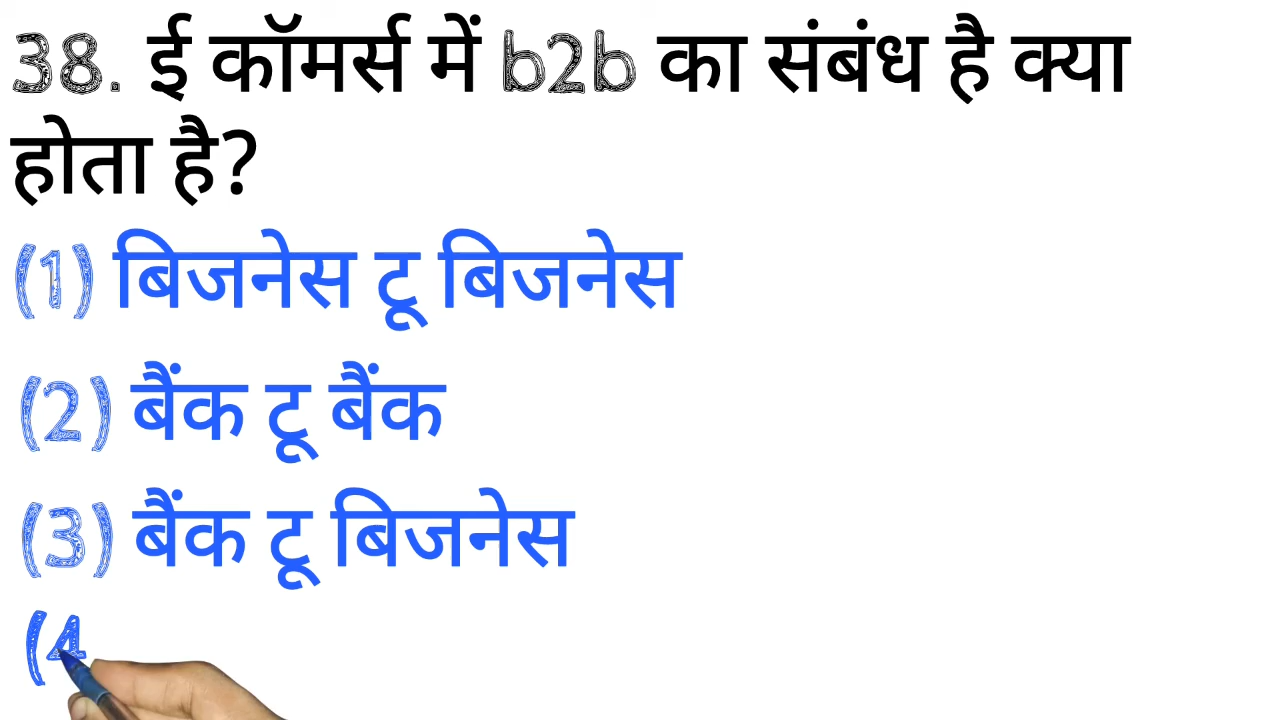 38. ई कॉमर्स में b2b का संबंध है क्या
होता है?
(1) बिजनेस टू बिजनेस
(2) बैंक टू बैंक
(3) बैंक टू बिजनेस
(4